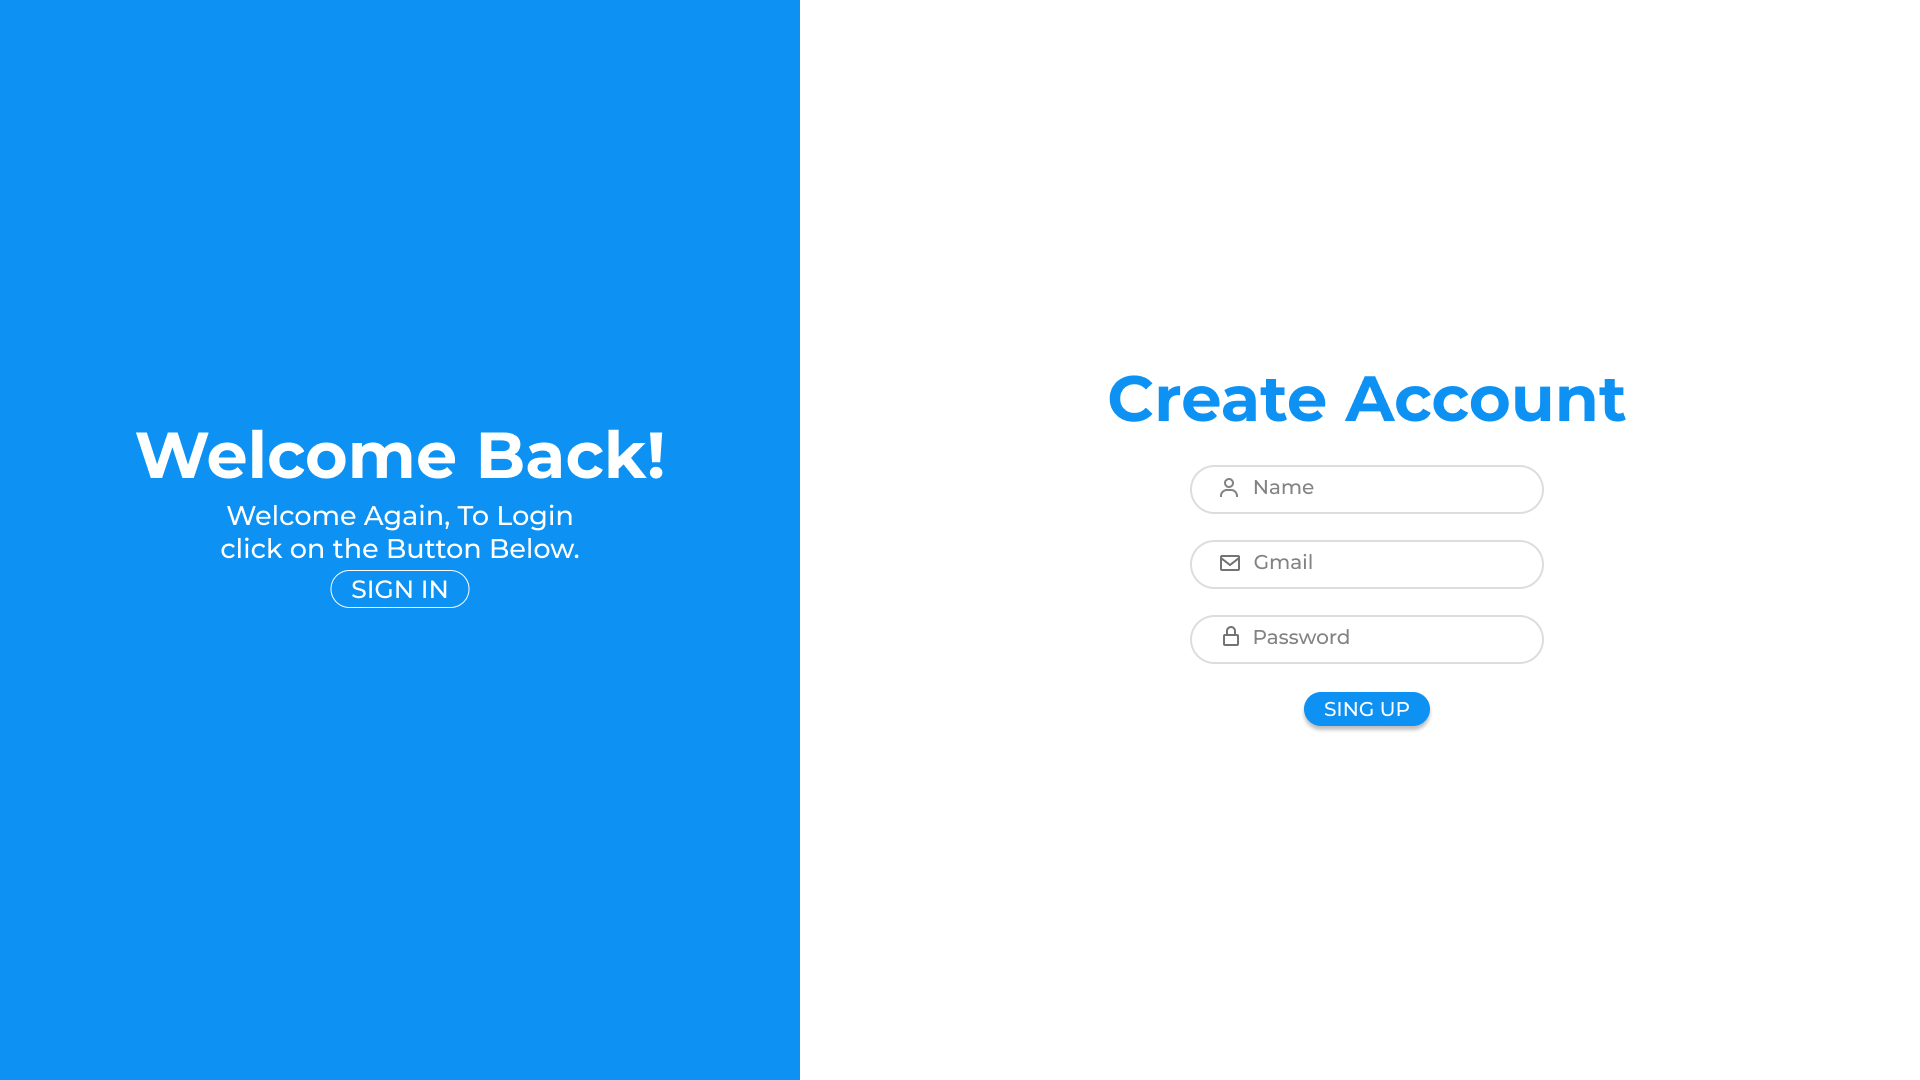 Welcome Back!
Welcome Again, To Login
click on the Button Below.
SIGN IN
Create Account
Name
Gmail
Password
SING UP